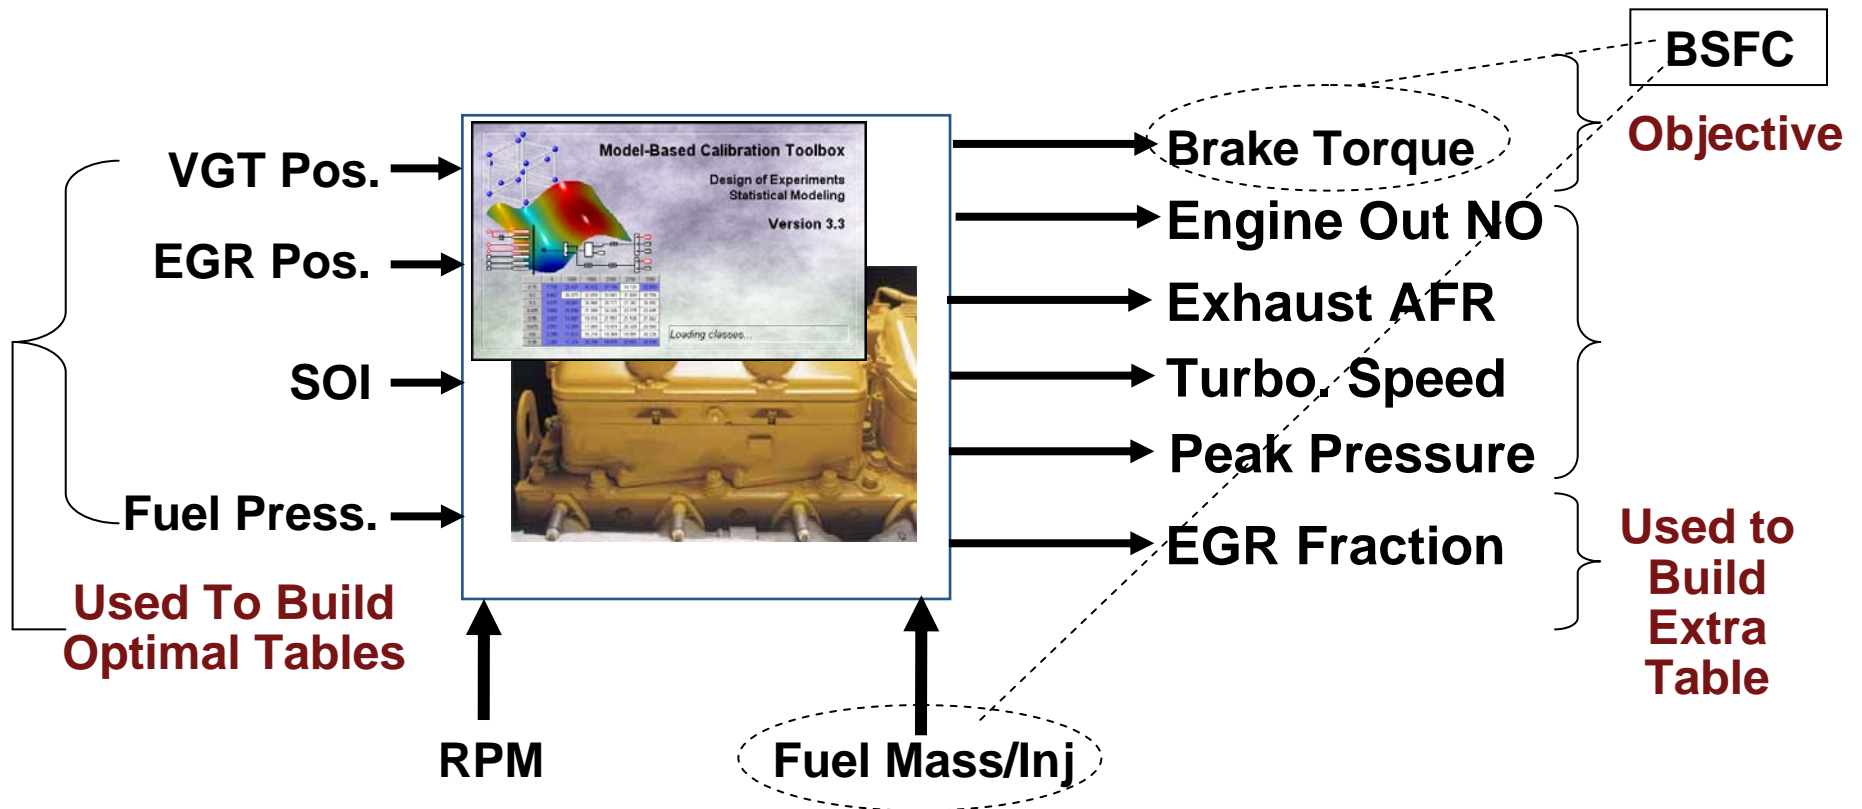 BSFC
Objective
VGT Pos.
EGR Pos.
SOI
Fuel Press.
Used To Build
Optimal Tables
Model-Based Calibration Toolbox
Design of Experiments
Statistical Modeling
Version 3.3
Loading classes...
Brake Torque
Engine Out NO
Exhaust AFR
Turbo. Speed
Peak Pressure
EGR Fraction
Used to
Build
Extra
Table
RPM
Fuel Mass/Inj